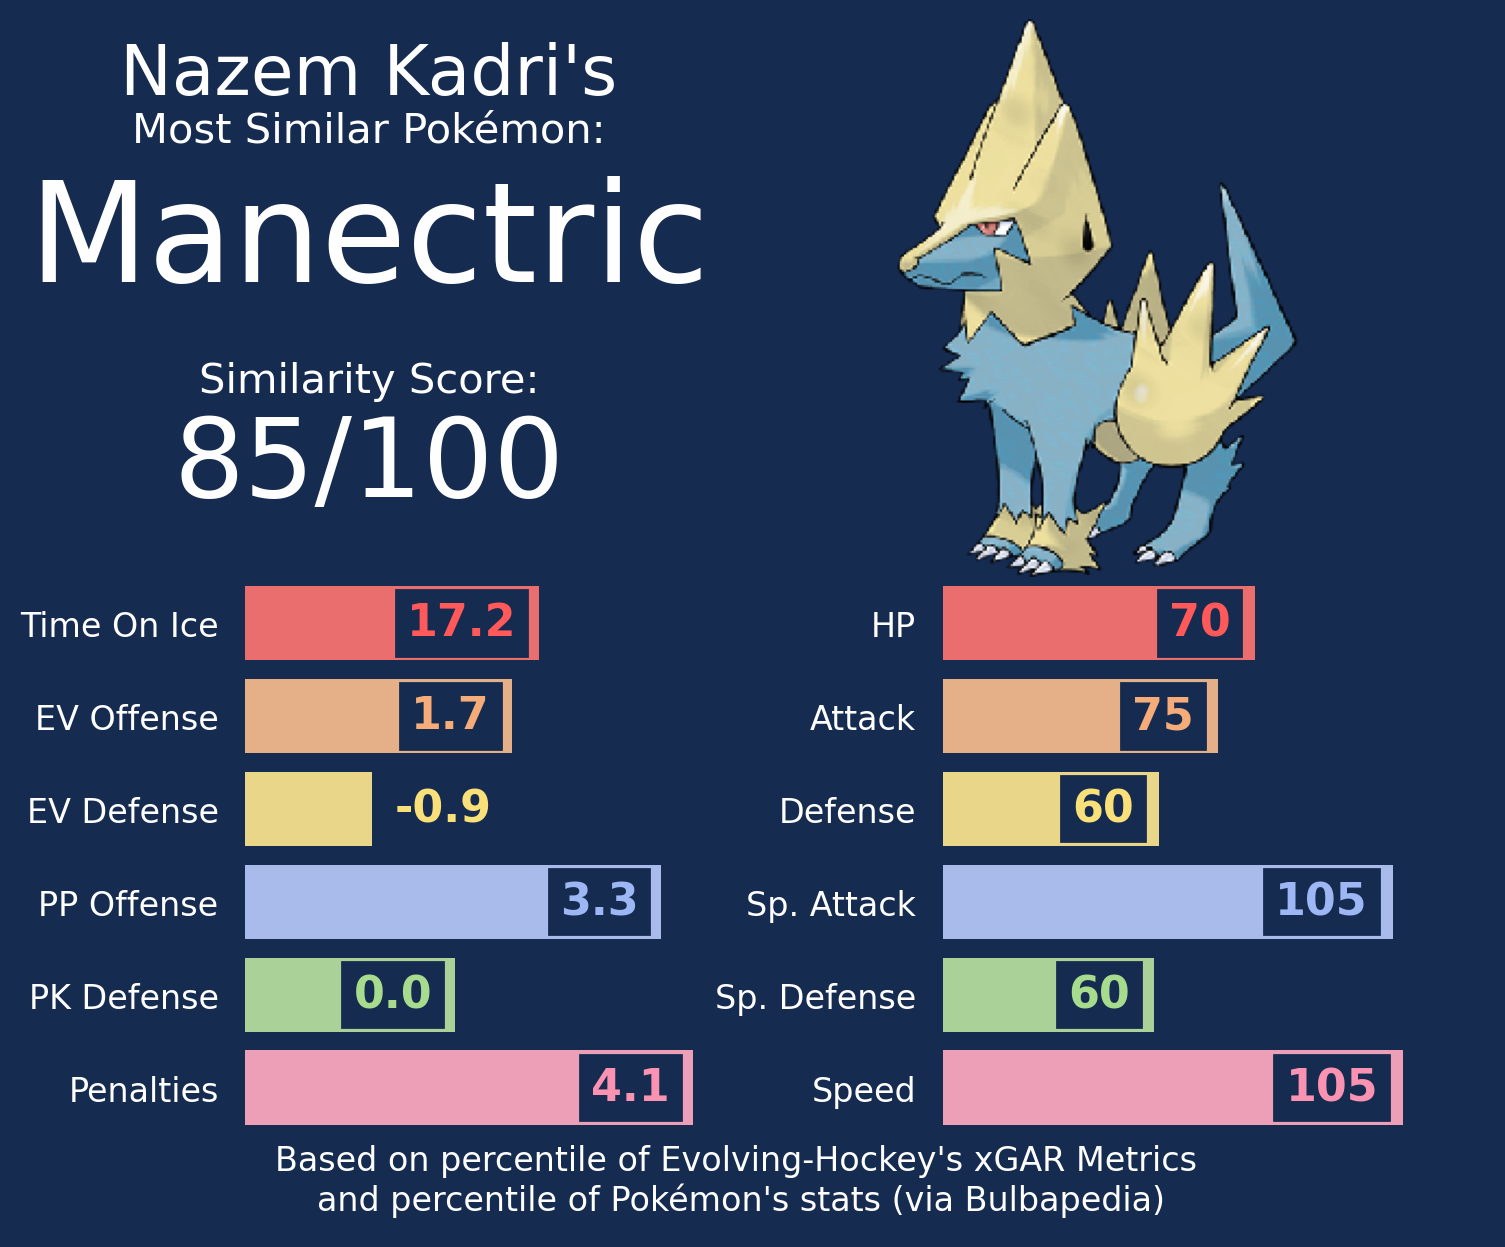 Nazem Kadri's
Most Similar Pokémon:
Manectric
Similarity Score:
85/100
Time On Ice 17.2
EV Offense 1.7
EV Defense -0.9
PP Offense 3.3
PK Defense 0.0
Penalties 4.1
HP 70
Attack 75
Defense 60
Sp. Attack 105
Sp. Defense 60
Speed 105
Based on percentile of Evolving-Hockey's xGAR Metrics
and percentile of Pokémon's stats (via Bulbapedia)